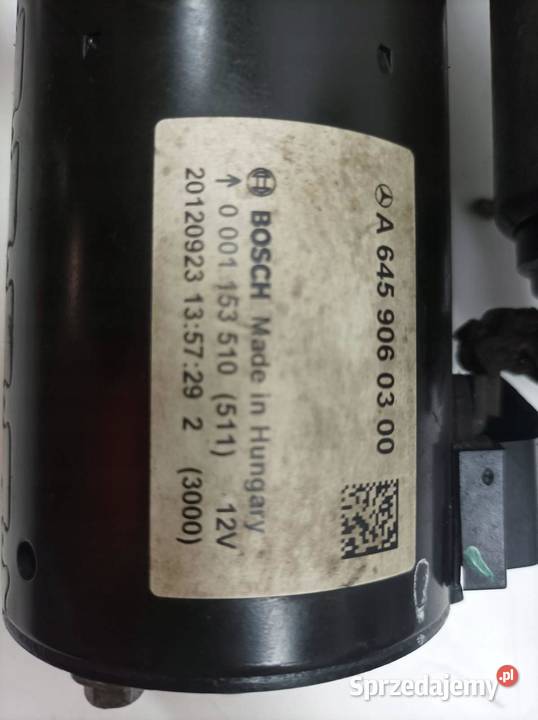 A 645 906 03 00
BOSCH Made in Hungary
0 001 153 510 (511) 12V
20120923 13:57:29 2 (3000)
Sprzedajemy.pl